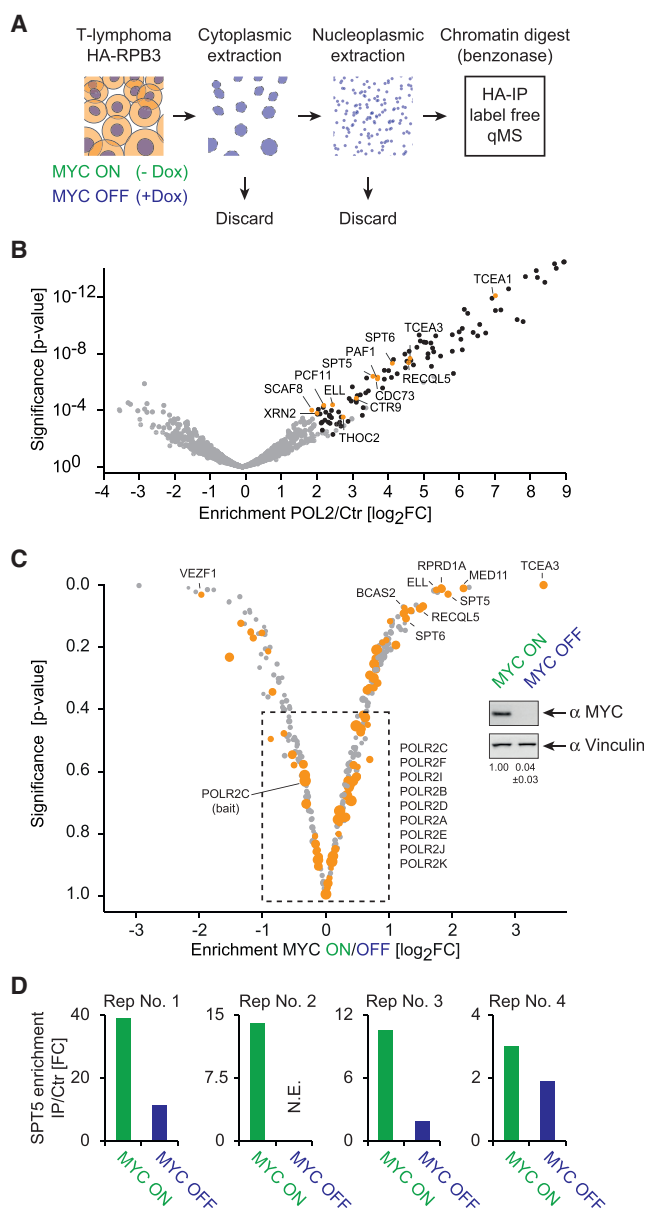 A
T-lymphoma
HA-RPB3
Cytoplasmic
extraction
Nucleoplasmic
extraction
Chromatin digest
(benzonase)
HA-IP
label free
qMS
MYC ON (- Dox)
MYC OFF (+Dox)
Discard
Discard
B
Significance [p-value]
10-12
10-8
10-4
100
TCEA1
TCEA3
SPT6
PAF1
SPT5
RECQL5
PCF11
ELL
CDC73
SCAF8
CTR9
XRN2
THOC2
-4 -3 -2 -1 0 1 2 3 4 5 6 7 8 9
Enrichment POL2/Ctr [log2FC]
C
Significance [p-value]
0.0
0.2
0.4
0.6
0.8
1.0
VEZF1
RPRD1A
TCEA3
ELL
MED11
BCAS2
SPT5
RECQL5
SPT6
MYC ON
MYC OFF
α MYC
α Vinculin
1.00 0.04
±0.03
POLR2C
(bait)
POLR2C
POLR2F
POLR2I
POLR2B
POLR2D
POLR2A
POLR2E
POLR2J
POLR2K
-3 -2 -1 0 1 2 3
Enrichment MYC ON/OFF [log2FC]
D
SPT5 enrichment
IP/Ctr [FC]
Rep No. 1
40
20
0
MYC ON
MYC OFF
Rep No. 2
15
7.5
0
N.E.
MYC ON
MYC OFF
Rep No. 3
12
6
0
MYC ON
MYC OFF
Rep No. 4
4
2
0
MYC ON
MYC OFF